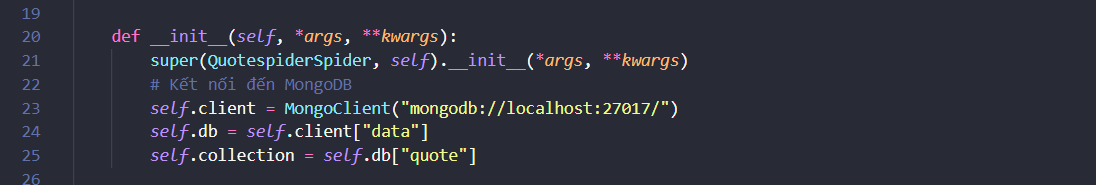 19
20 def __init__(self, *args, **kwargs):
21 super(QuotespiderSpider, self).__init__(*args, **kwargs)
22 # Kết nối đến MongoDB
23 self.client = MongoClient("mongodb://localhost:27017/")
24 self.db = self.client["data"]
25 self.collection = self.db["quote"]
26